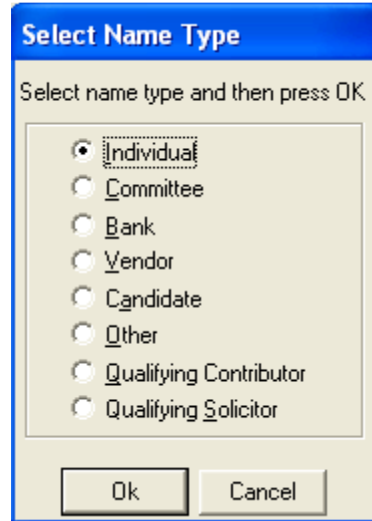 Select Name Type
Select name type and then press OK
Individual
Committee
Bank
Vendor
Candidate
Other
Qualifying Contributor
Qualifying Solicitor
Ok Cancel